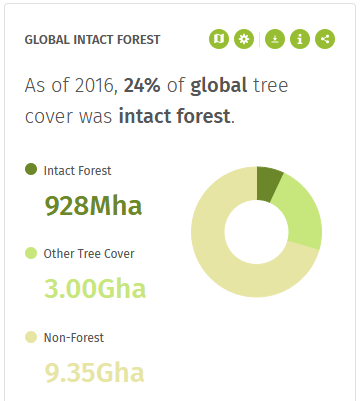 GLOBAL INTACT FOREST
As of 2016, 24% of global tree
cover was intact forest.
Intact Forest
928Mha
Other Tree Cover
3.00Gha
Non-Forest
9.35Gha